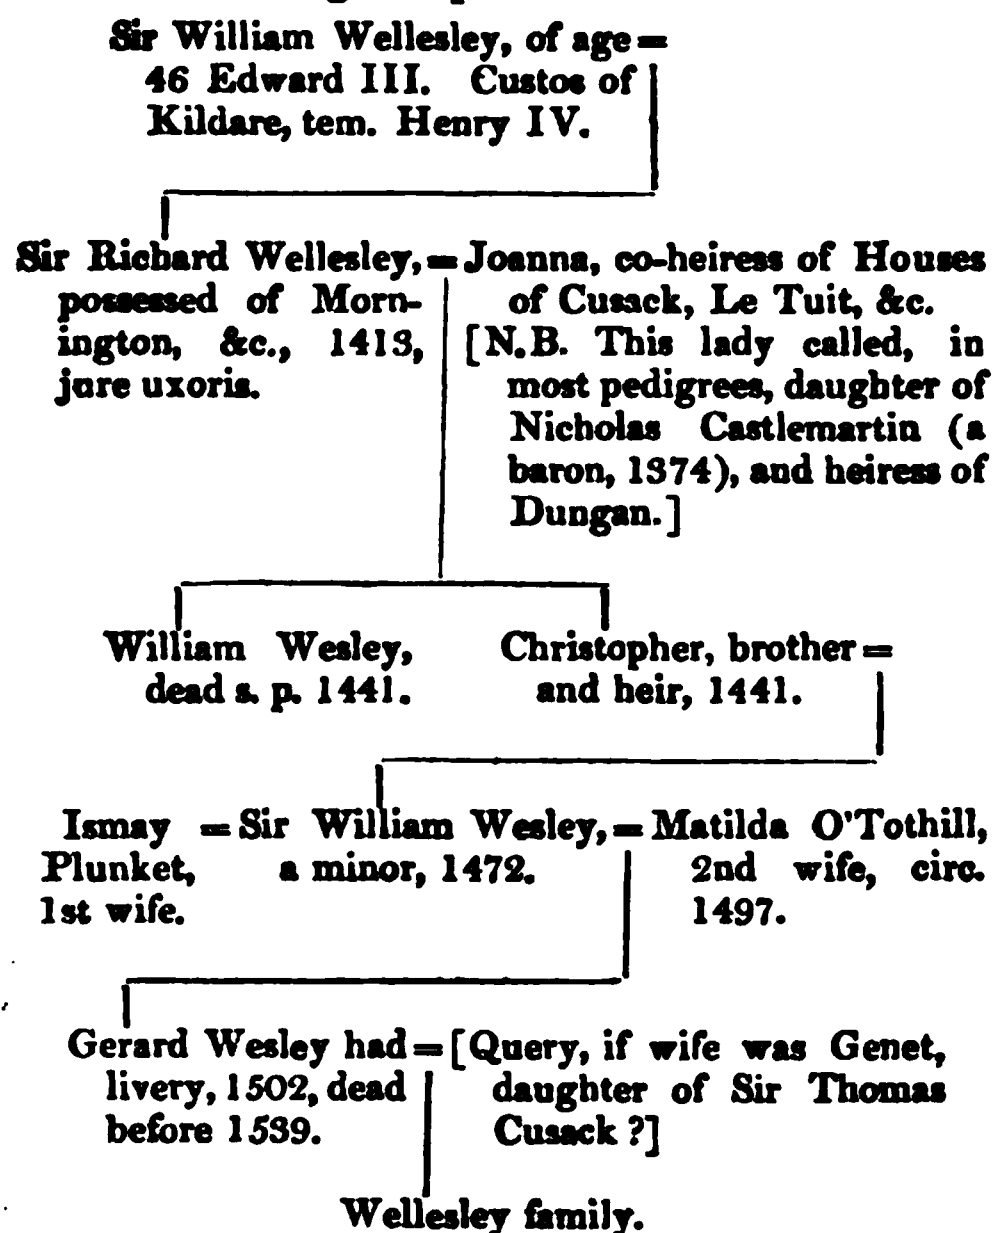 Sir William Wellesley, of age =
46 Edward III. Custos of
Kildare, tem. Henry IV.
Sir Richard Wellesley, =
possessed of Morn-
ington, &c., 1413,
jure uxoris.
Joanna, co-heiress of Houses
of Cusack, Le Tuit, &c.
[N.B. This lady called, in
most pedigrees, daughter of
Nicholas Castlemartin (a
baron, 1374), and heiress of
Dungan.]
William Wesley,
dead s. p. 1441.
Christopher, brother =
and heir, 1441.
Ismay =
Plunket,
1st wife.
Sir William Wesley, =
a minor, 1472.
Matilda O'Tothill,
2nd wife, circ.
1497.
Gerard Wesley had =
livery, 1502, dead
before 1539.
[Query, if wife was Genet,
daughter of Sir Thomas
Cusack ?]
Wellesley family.